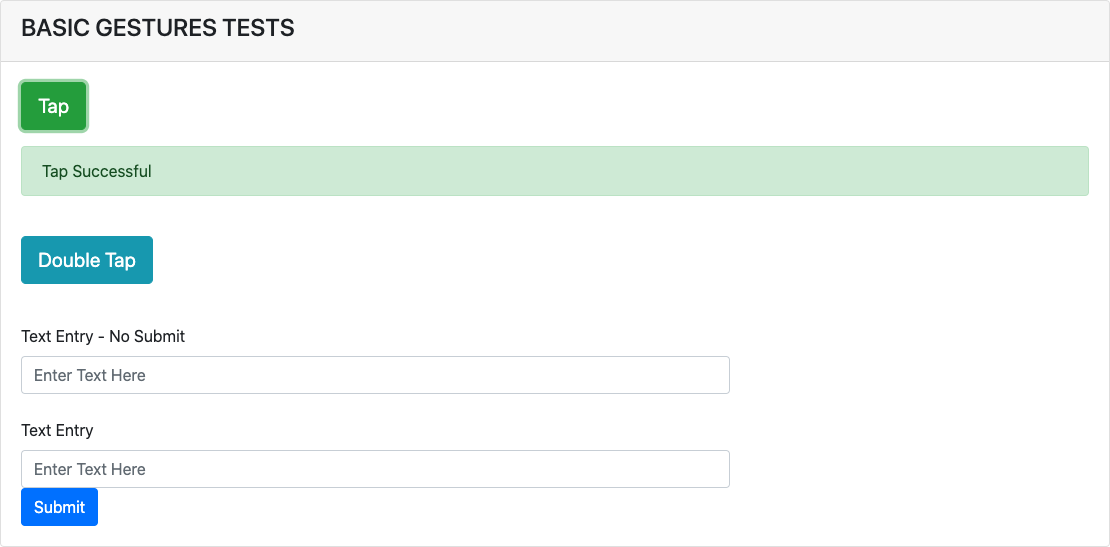 BASIC GESTURES TESTS
Tap
Tap Successful
Double Tap
Text Entry - No Submit
Enter Text Here
Text Entry
Enter Text Here
Submit